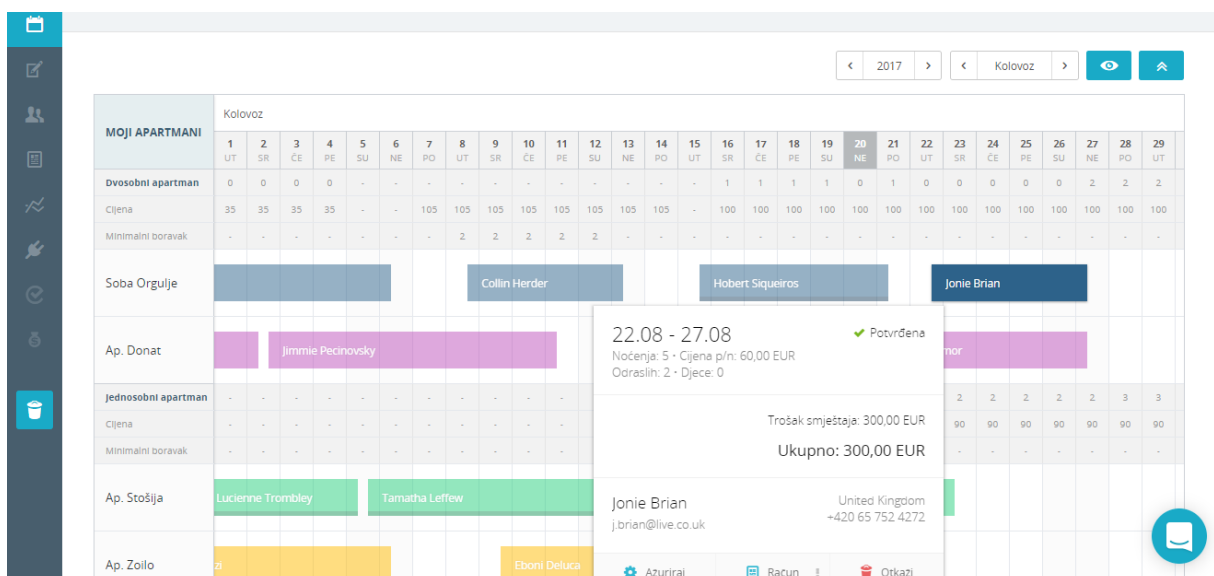 2017
Kolovoz
MOJI APARTMANI
Kolovoz
1 2 3 4 5 6 7 8 9 10 11 12 13 14 15 16 17 18 19 20 21 22 23 24 25 26 27 28 29
UT SR ČE PE SU NE PO UT SR ČE PE SU NE PO UT SR ČE PE SU NE PO UT SR ČE PE SU NE PO UT
Dvosobni apartman 0 0 0 0 - - - - - - - - - - - 1 1 1 1 0 1 0 0 0 0 0 2 2 2
Cijena 35 35 35 35 - - 105 105 105 105 105 105 105 105 - 100 100 100 100 100 100 100 100 100 100 100 100 100 100
Minimalni boravak - - - - - - - 2 2 2 2 2 - - - - - - - - - - - - - - - - -
Soba Orgulje Collin Herder Hobert Siqueiros Jonie Brian
22.08 - 27.08 Potvrđena
Noćenja: 5 • Cijena p/n: 60,00 EUR
Odraslih: 2 • Djece: 0
Ap. Donat Jimmie Pecinovsky mor
Jednosobni apartman - - - - - - - - - - - 2 2 2 2 2 3 3
Cijena - - - - - - - - - - - 90 90 90 90 90 90 90
Minimalni boravak - - - - - - - - - - - - - - - - - -
Trošak smještaja: 300,00 EUR
Ukupno: 300,00 EUR
Ap. Stošija Lucienne Trombley Tamatha Leffew
Jonie Brian United Kingdom
j.brian@live.co.uk +420 65 752 4272
Ap. Zoilo zi Eboni Deluca
Ažuriraj Račun Otkaži